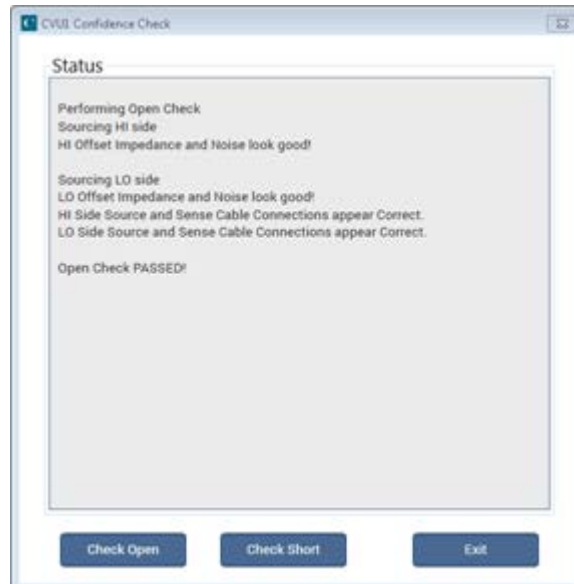 CVU1 Confidence Check
Status
Performing Open Check
Sourcing HI side
HI Offset Impedance and Noise look good!
Sourcing LO side
LO Offset Impedance and Noise look good!
HI Side Source and Sense Cable Connections appear Correct.
LO Side Source and Sense Cable Connections appear Correct.
Open Check PASSED!
Check Open
Check Short
Exit